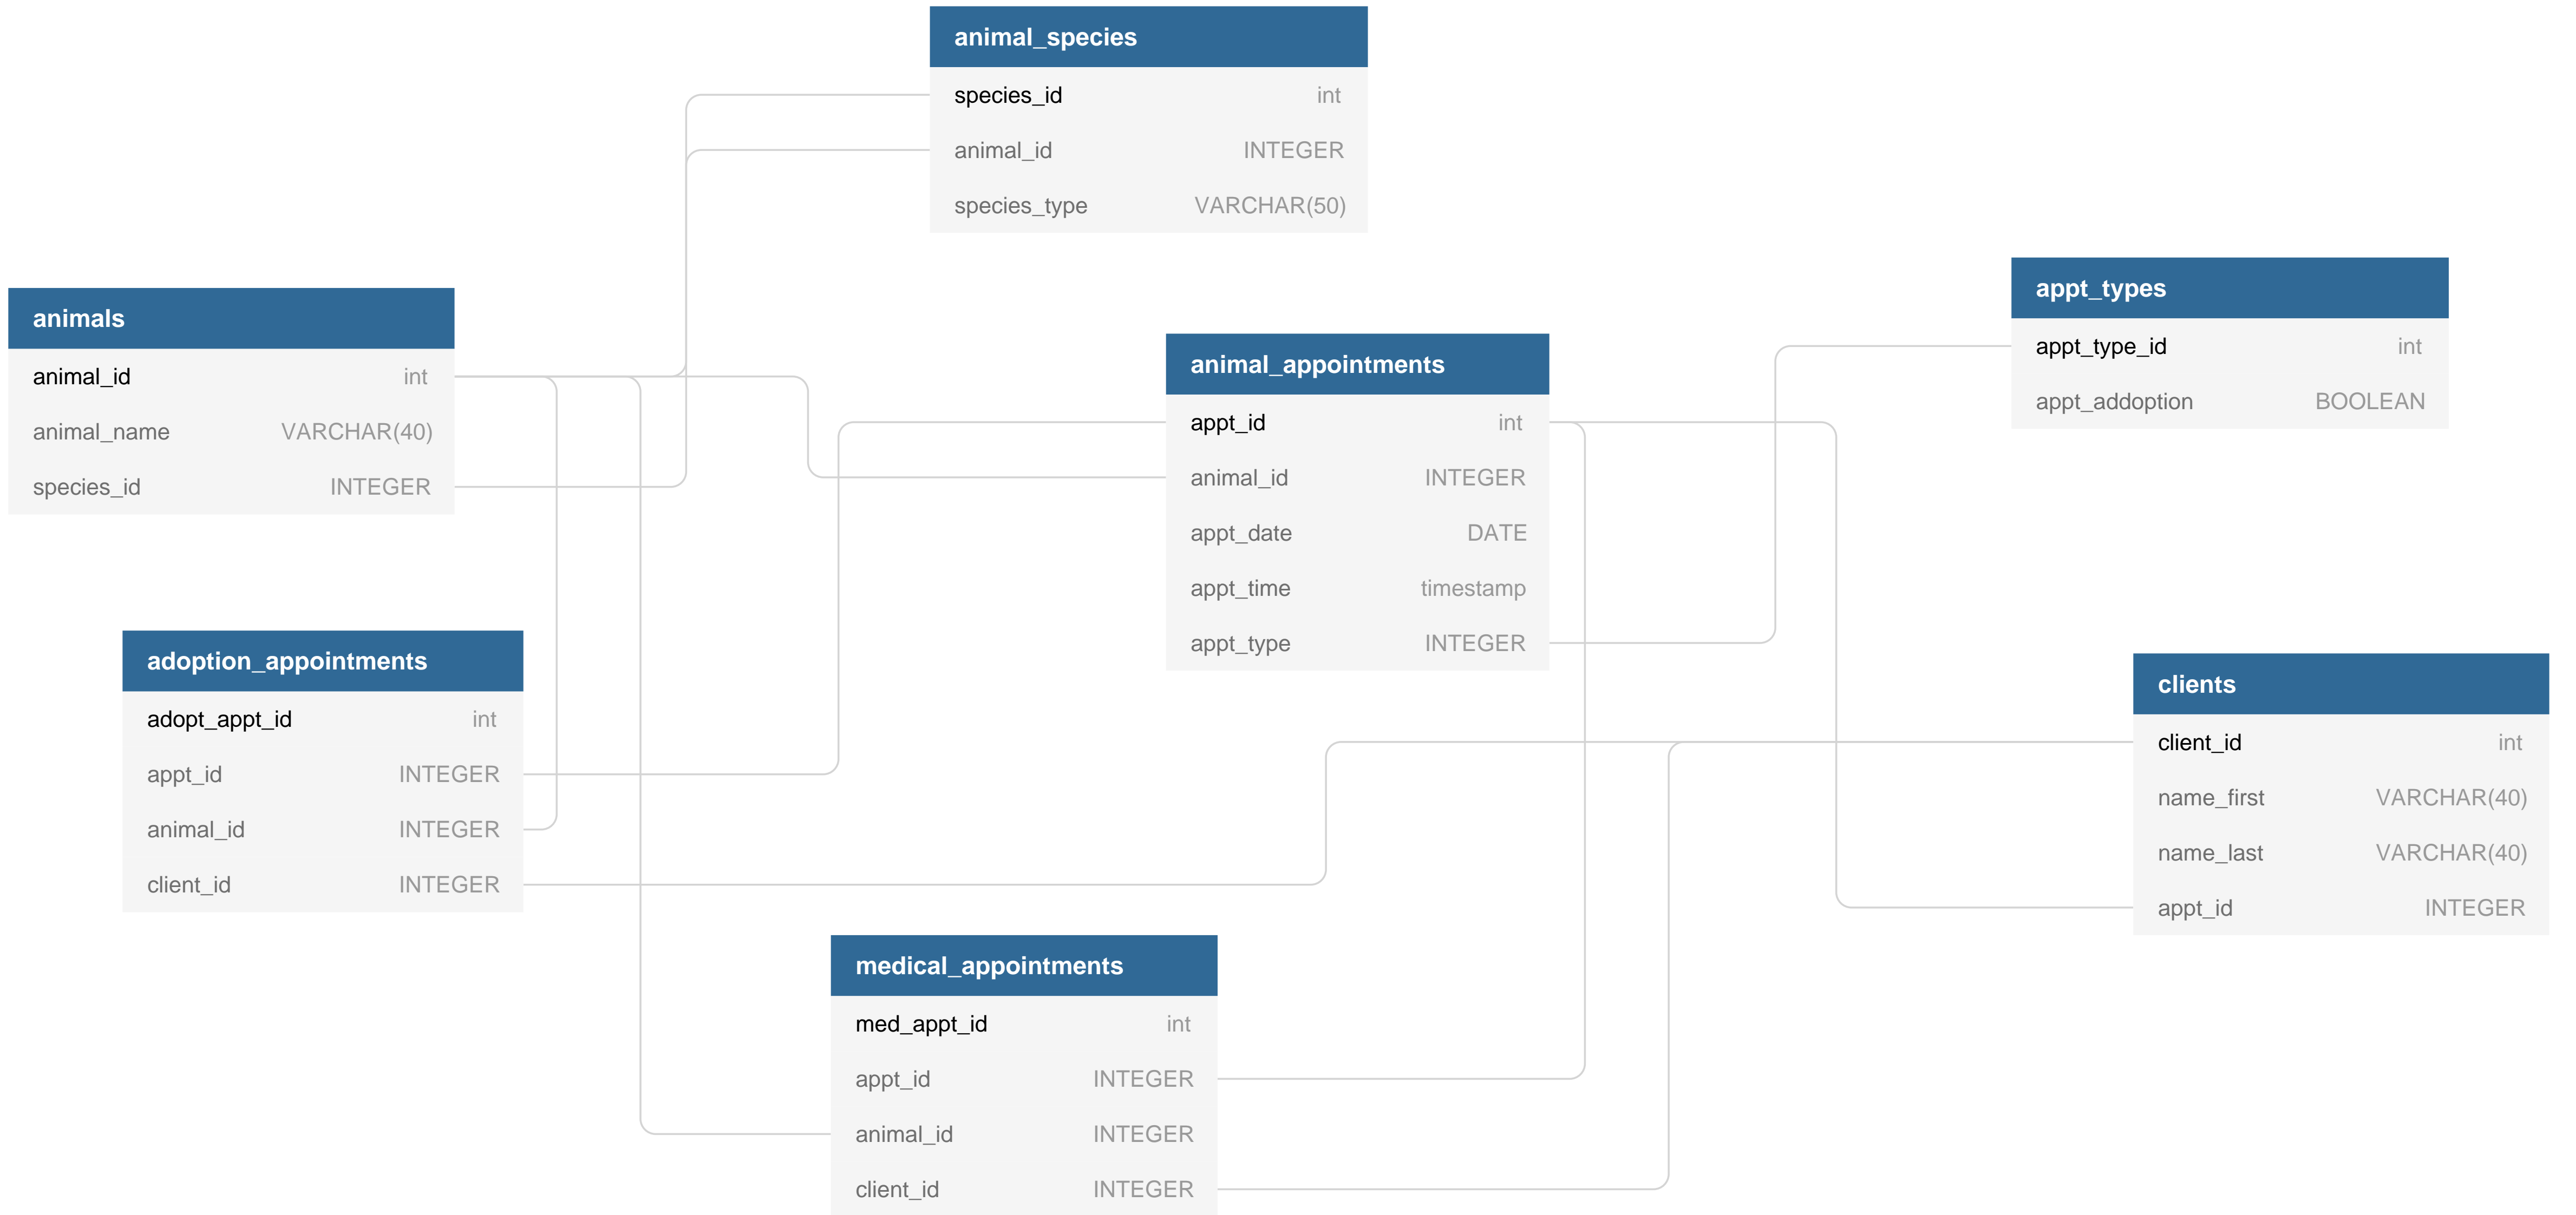 animal_species
species_id int
animal_id INTEGER
species_type VARCHAR(50)
animals
animal_id int
animal_name VARCHAR(40)
species_id INTEGER
animal_appointments
appt_id int
animal_id INTEGER
appt_date DATE
appt_time timestamp
appt_type INTEGER
appt_types
appt_type_id int
appt_addoption BOOLEAN
adoption_appointments
adopt_appt_id int
appt_id INTEGER
animal_id INTEGER
client_id INTEGER
clients
client_id int
name_first VARCHAR(40)
name_last VARCHAR(40)
appt_id INTEGER
medical_appointments
med_appt_id int
appt_id INTEGER
animal_id INTEGER
client_id INTEGER